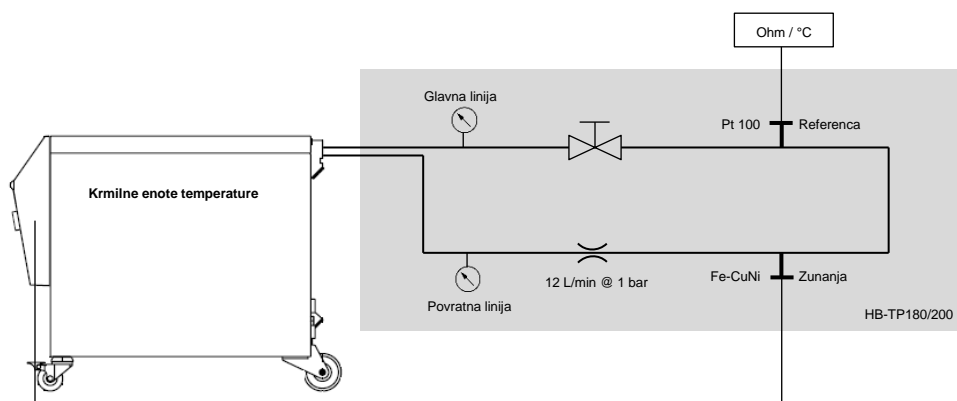 Ohm / °C
Glavna linija
Pt 100
Referenca
Krmilne enote temperature
12 L/min @ 1 bar
Fe-CuNi
Zunanja
Povratna linija
HB-TP180/200